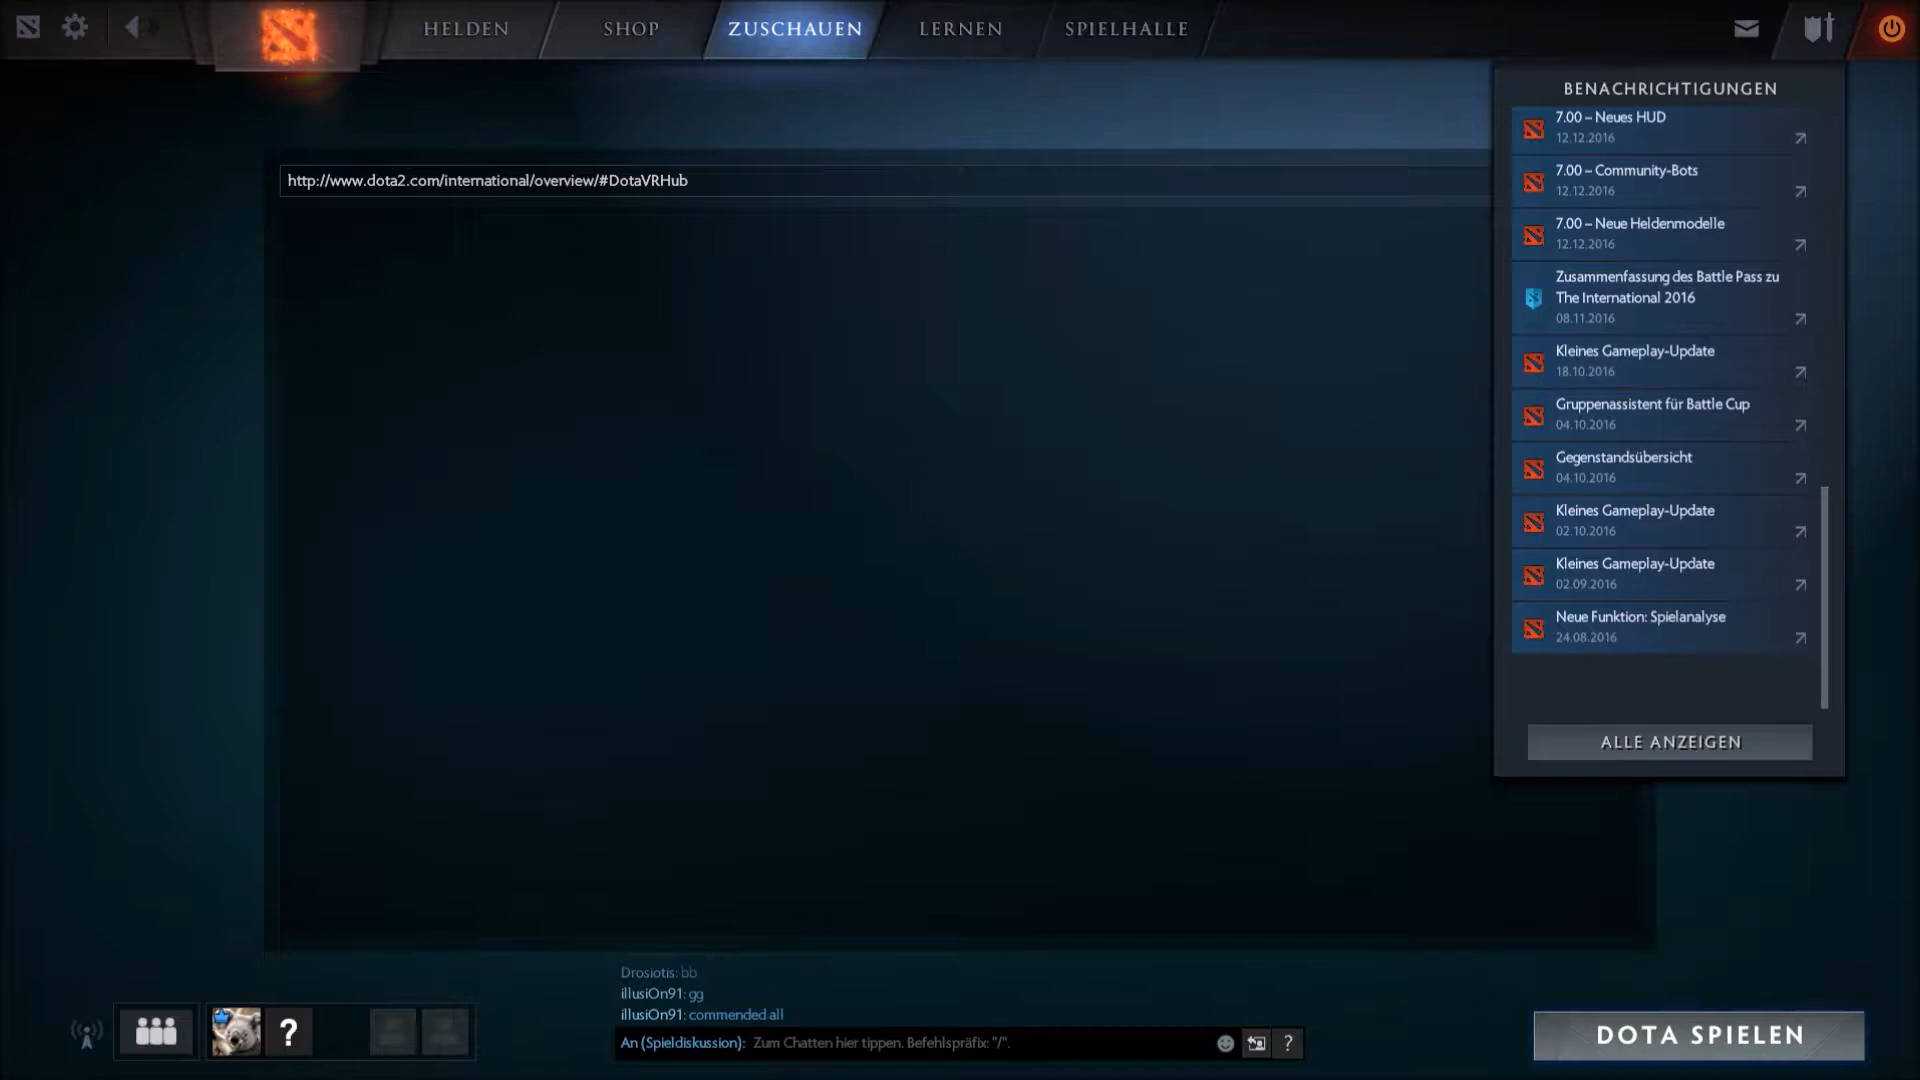 HELDEN
SHOP
ZUSCHAUEN
LERNEN
SPIELHALLE
http://www.dota2.com/international/overview/#DotaVRHub
BENACHRICHTIGUNGEN
7.00 – Neues HUD
12.12.2016
7.00 – Community-Bots
12.12.2016
7.00 – Neue Heldenmodelle
12.12.2016
Zusammenfassung des Battle Pass zu
The International 2016
08.11.2016
Kleines Gameplay-Update
18.10.2016
Gruppenassistent für Battle Cup
04.10.2016
Gegenstandsübersicht
04.10.2016
Kleines Gameplay-Update
02.10.2016
Kleines Gameplay-Update
02.09.2016
Neue Funktion: Spielanalyse
24.08.2016
ALLE ANZEIGEN
Drosiotis: bb
illusiOn91: gg
illusiOn91: commended all
An (Spieldiskussion): Zum Chatten hier tippen. Befehlspräfix: "/".
?
?
DOTA SPIELEN